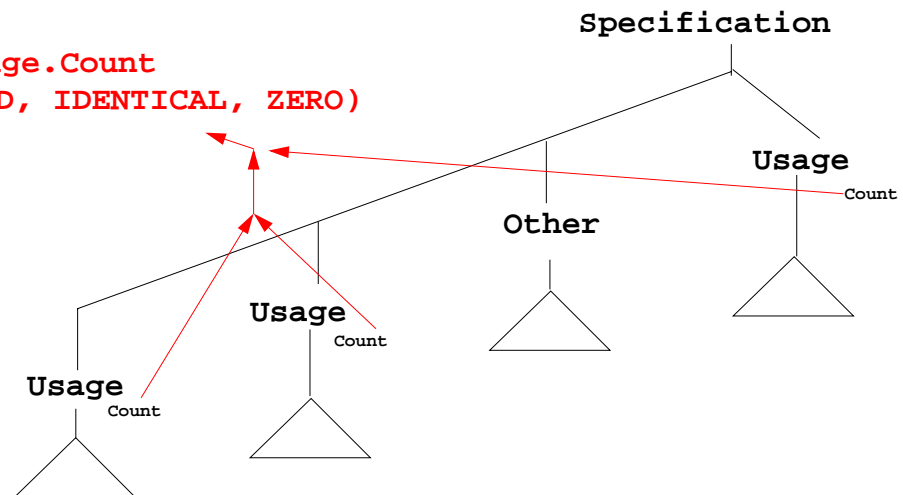 Specification
ge.Count
D, IDENTICAL, ZERO)
Usage
Count
Other
Usage
Count
Usage
Count